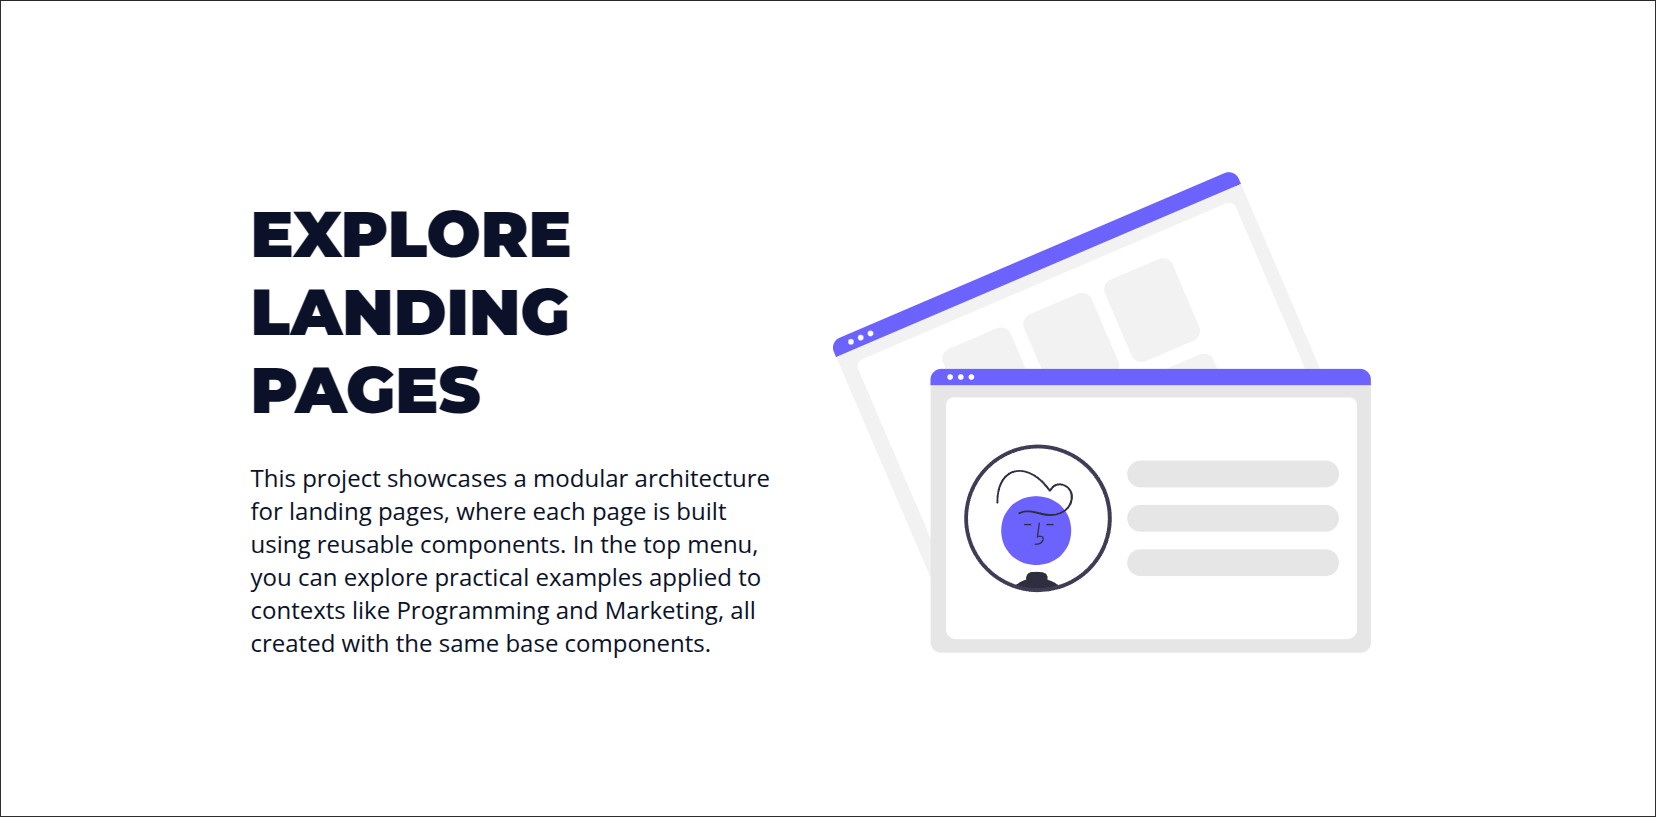 EXPLORE
LANDING
PAGES
This project showcases a modular architecture
for landing pages, where each page is built
using reusable components. In the top menu,
you can explore practical examples applied to
contexts like Programming and Marketing, all
created with the same base components.